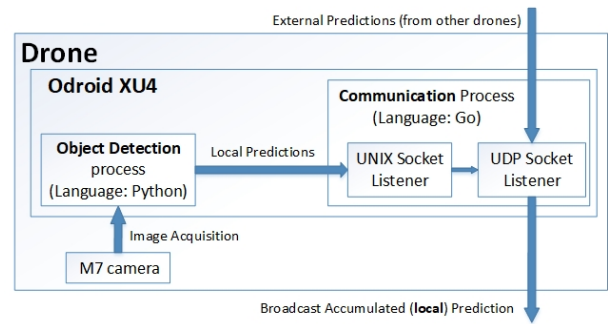 External Predictions (from other drones)
Drone
Odroid XU4
Communication Process
(Language: Go)
Object Detection
process
(Language: Python)
Local Predictions
UNIX Socket
Listener
UDP Socket
Listener
Image Acquisition
M7 camera
Broadcast Accumulated (local) Prediction